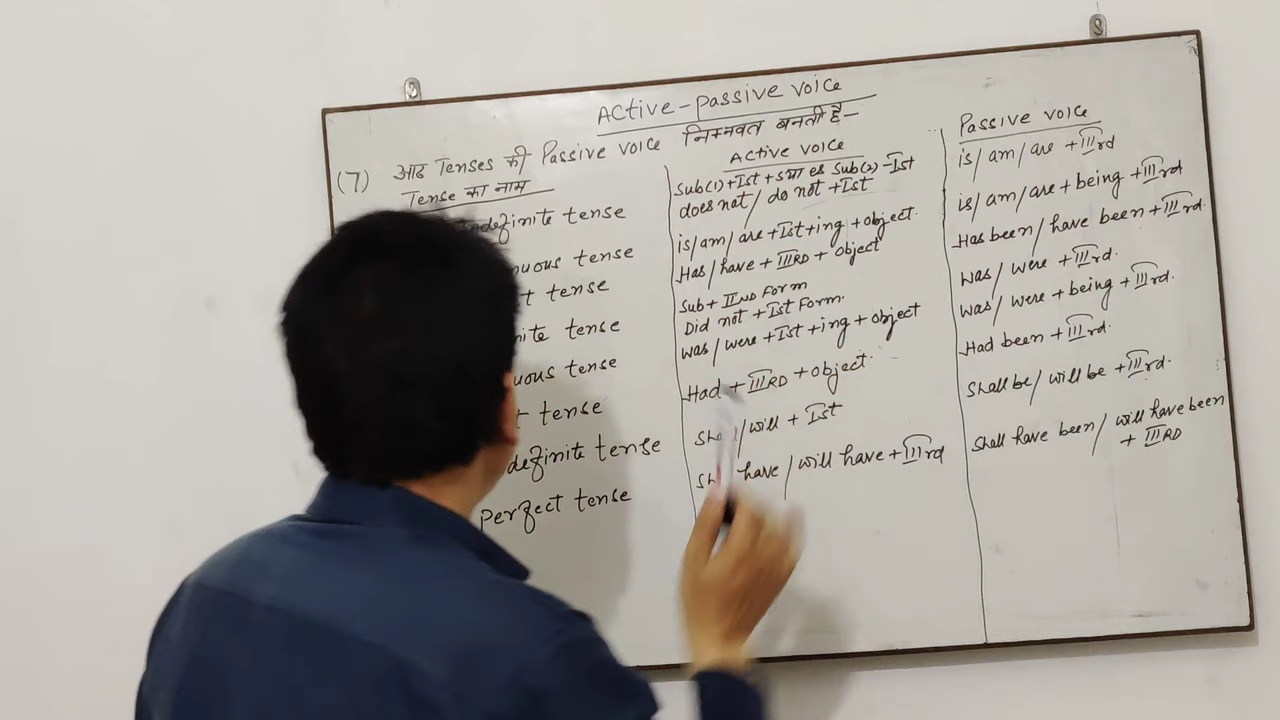 Active-Passive voice
(7) आठ Tenses की Passive voice निम्नवत बनती है-
Tense का नाम
Active voice
Passive voice
Indefinite tense
Sub(1)+Ist+s या es Sub(2)-Ist
does not/ do not +Ist
is/ am/ are +IIIrd
tense
is/ am/ are +Ist+ing +object.
is/ am/ are + being +IIIrd
tense
Has/ have + IIIRD + object
Has been/ have been +IIIrd.
tense
Sub+ IIND Form
Did not +Ist Form.
was/ were +IIIrd.
tense
was/ were +Ist +ing + object
was/ were + being +IIIrd.
tense
Had + IIIRD + object.
Had been +IIIrd.
definite tense
/will + Ist
Shall be/ will be +IIIrd.
Perfect tense
have / will have +IIIrd
Shall have been/ will have been
+ IIIRD